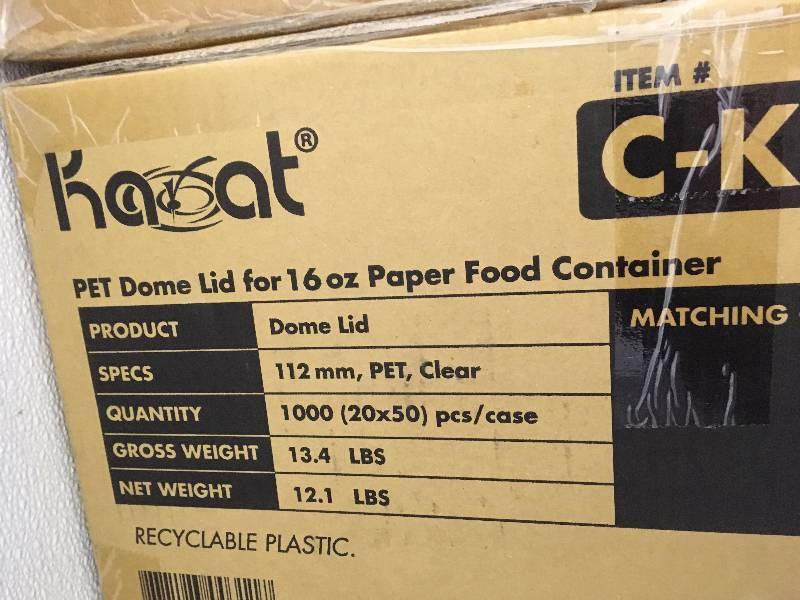 ITEM #
Karat®
C-K
PET Dome Lid for 16 oz Paper Food Container
PRODUCT Dome Lid
MATCHING
SPECS 112 mm, PET, Clear
QUANTITY 1000 (20x50) pcs/case
GROSS WEIGHT 13.4 LBS
NET WEIGHT 12.1 LBS
RECYCLABLE PLASTIC.